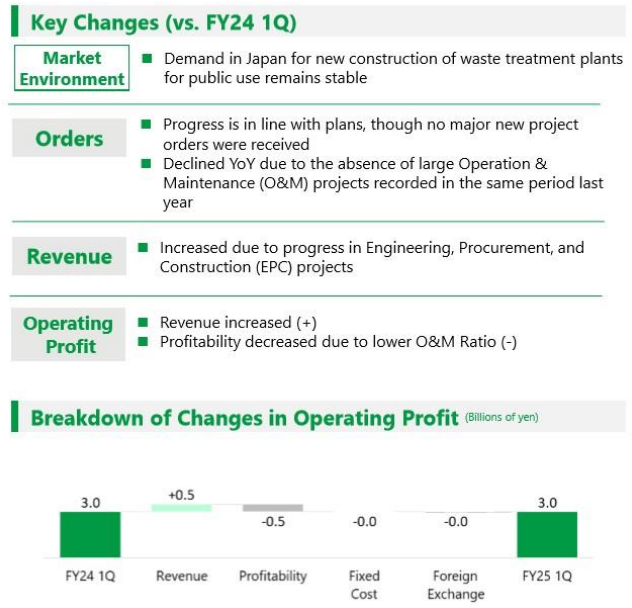 Key Changes (vs. FY24 1Q)
Market
Environment
■ Demand in Japan for new construction of waste treatment plants
for public use remains stable
Orders
■ Progress is in line with plans, though no major new project
orders were received
■ Declined YoY due to the absence of large Operation &
Maintenance (O&M) projects recorded in the same period last
year
Revenue
■ Increased due to progress in Engineering, Procurement, and
Construction (EPC) projects
Operating
Profit
■ Revenue increased (+)
■ Profitability decreased due to lower O&M Ratio (-)
Breakdown of Changes in Operating Profit (Billions of yen)
3.0
+0.5
-0.5
-0.0
-0.0
3.0
FY24 1Q
Revenue
Profitability
Fixed
Cost
Foreign
Exchange
FY25 1Q